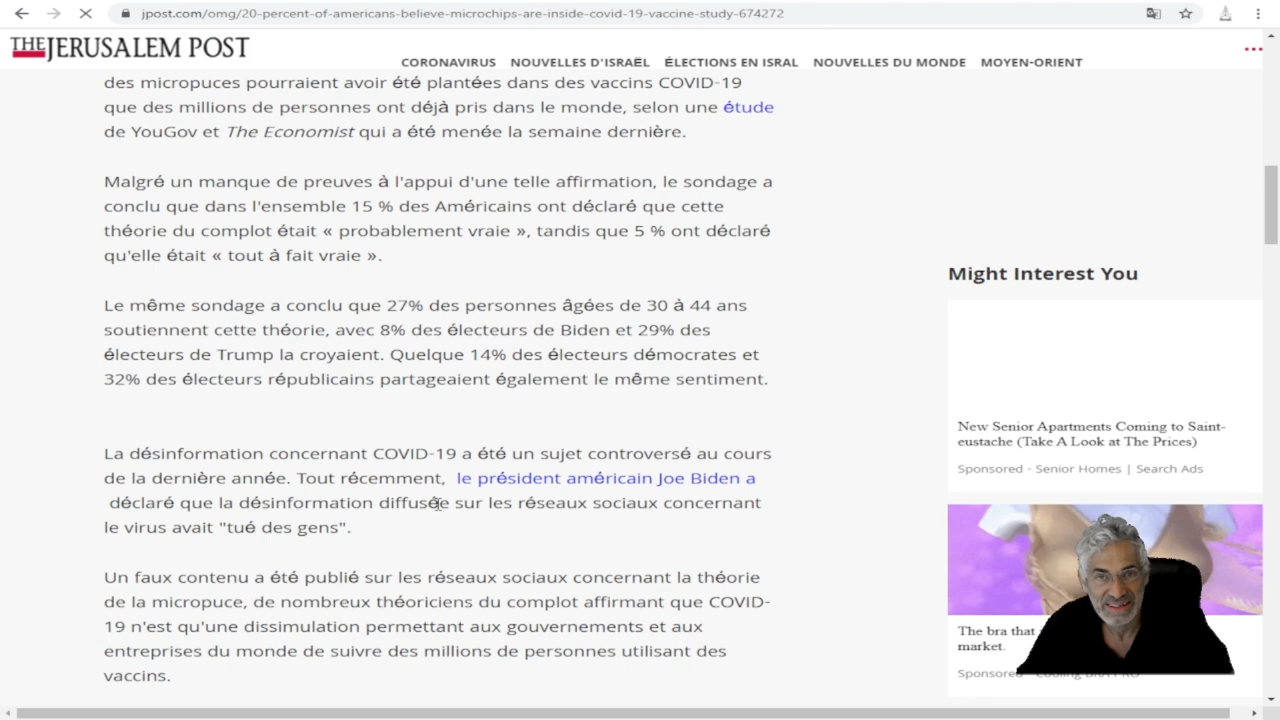 jpost.com/omg/20-percent-of-americans-believe-microchips-are-inside-covid-19-vaccine-study-674272
THE JERUSALEM POST
CORONAVIRUS NOUVELLES D'ISRAËL ÉLECTIONS EN ISRAL NOUVELLES DU MONDE MOYEN-ORIENT
des micropuces pourraient avoir été plantées dans des vaccins COVID-19
que des millions de personnes ont déjà pris dans le monde, selon une étude
de YouGov et The Economist qui a été menée la semaine dernière.
Malgré un manque de preuves à l'appui d'une telle affirmation, le sondage a
conclu que dans l'ensemble 15 % des Américains ont déclaré que cette
théorie du complot était « probablement vraie », tandis que 5 % ont déclaré
qu'elle était « tout à fait vraie ».
Le même sondage a conclu que 27% des personnes âgées de 30 à 44 ans
soutiennent cette théorie, avec 8% des électeurs de Biden et 29% des
électeurs de Trump la croyaient. Quelque 14% des électeurs démocrates et
32% des électeurs républicains partageaient également le même sentiment.
La désinformation concernant COVID-19 a été un sujet controversé au cours
de la dernière année. Tout récemment, le président américain Joe Biden a
déclaré que la désinformation diffusée sur les réseaux sociaux concernant
le virus avait "tué des gens".
Un faux contenu a été publié sur les réseaux sociaux concernant la théorie
de la micropuce, de nombreux théoriciens du complot affirmant que COVID-
19 n'est qu'une dissimulation permettant aux gouvernements et aux
entreprises du monde de suivre des millions de personnes utilisant des
vaccins.
Might Interest You
New Senior Apartments Coming to Saint-
eustache (Take A Look at The Prices)
Sponsored - Senior Homes | Search Ads
The bra that
market.
Sponsored